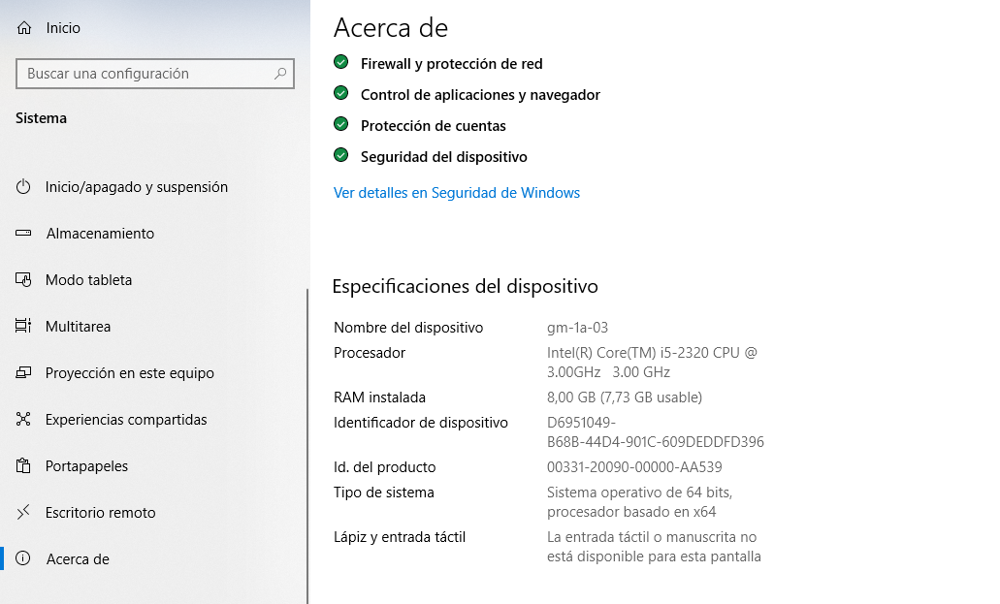 Inicio
Buscar una configuración
Sistema
Inicio/apagado y suspensión
Almacenamiento
Modo tableta
Multitarea
Proyección en este equipo
Experiencias compartidas
Portapapeles
Escritorio remoto
Acerca de
Acerca de
Firewall y protección de red
Control de aplicaciones y navegador
Protección de cuentas
Seguridad del dispositivo
Ver detalles en Seguridad de Windows
Especificaciones del dispositivo
Nombre del dispositivo gm-1a-03
Procesador Intel(R) Core(TM) i5-2320 CPU @
3.00GHz 3.00 GHz
RAM instalada 8,00 GB (7,73 GB usable)
Identificador de dispositivo D6951049-
B68B-44D4-901C-609DEDDFD396
Id. del producto 00331-20090-00000-AA539
Tipo de sistema Sistema operativo de 64 bits,
procesador basado en x64
Lápiz y entrada táctil La entrada táctil o manuscrita no
está disponible para esta pantalla